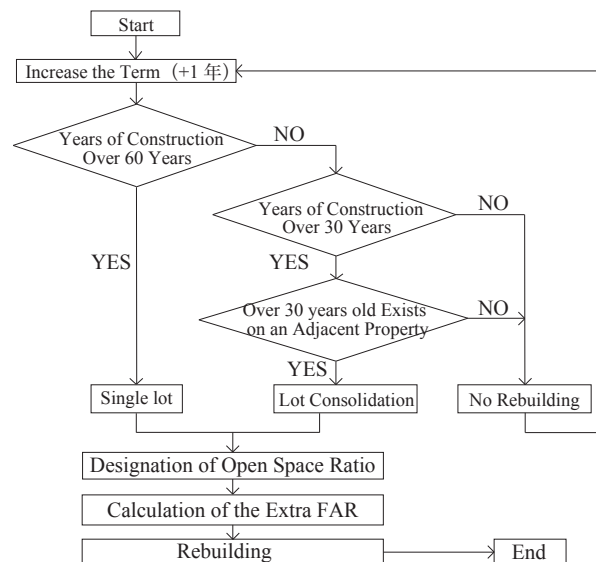 Start
Increase the Term（+1 年）
Years of Construction
Over 60 Years
NO
Years of Construction
Over 30 Years
NO
YES
YES
Over 30 years old Exists
on an Adjacent Property
NO
YES
Single lot
Lot Consolidation
No Rebuilding
Designation of Open Space Ratio
Calculation of the Extra FAR
Rebuilding
End